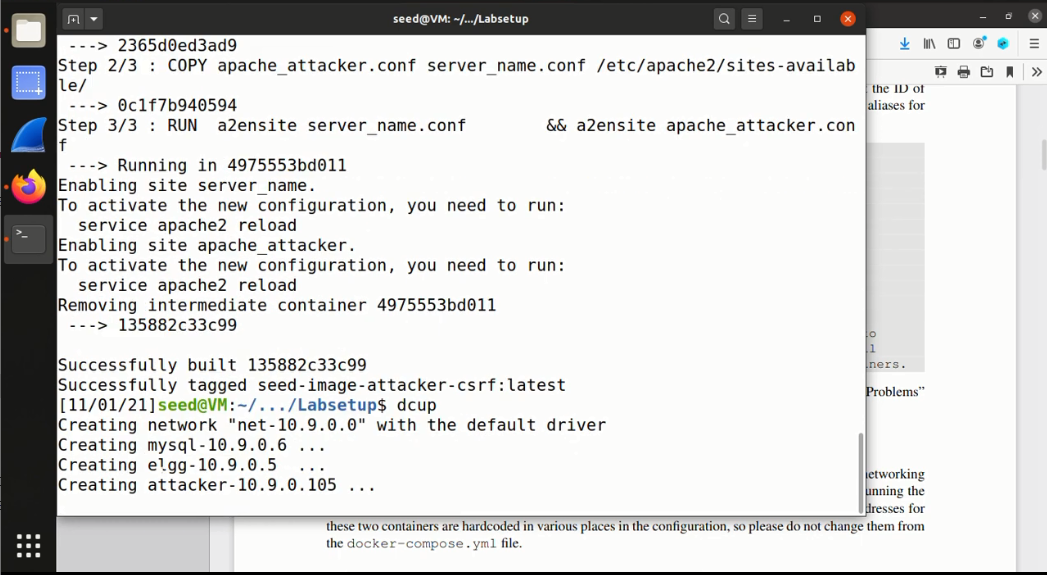 seed@VM: ~/.../Labsetup
---> 2365d0ed3ad9
Step 2/3 : COPY apache_attacker.conf server_name.conf /etc/apache2/sites-availab
le/
---> 0c1f7b940594
Step 3/3 : RUN  a2ensite server_name.conf        && a2ensite apache_attacker.con
f
---> Running in 4975553bd011
Enabling site server_name.
To activate the new configuration, you need to run:
service apache2 reload
Enabling site apache_attacker.
To activate the new configuration, you need to run:
service apache2 reload
Removing intermediate container 4975553bd011
---> 135882c33c99
Successfully built 135882c33c99
Successfully tagged seed-image-attacker-csrf:latest
[11/01/21]seed@VM:~/.../Labsetup$ dcup
Creating network "net-10.9.0.0" with the default driver
Creating mysql-10.9.0.6 ...
Creating elgg-10.9.0.5  ...
Creating attacker-10.9.0.105 ...
the ID of
aliases for
Problems”
etworking
unning the
dresses for
these two containers are hardcoded in various places in the configuration, so please do not change them from
the docker-compose.yml file.